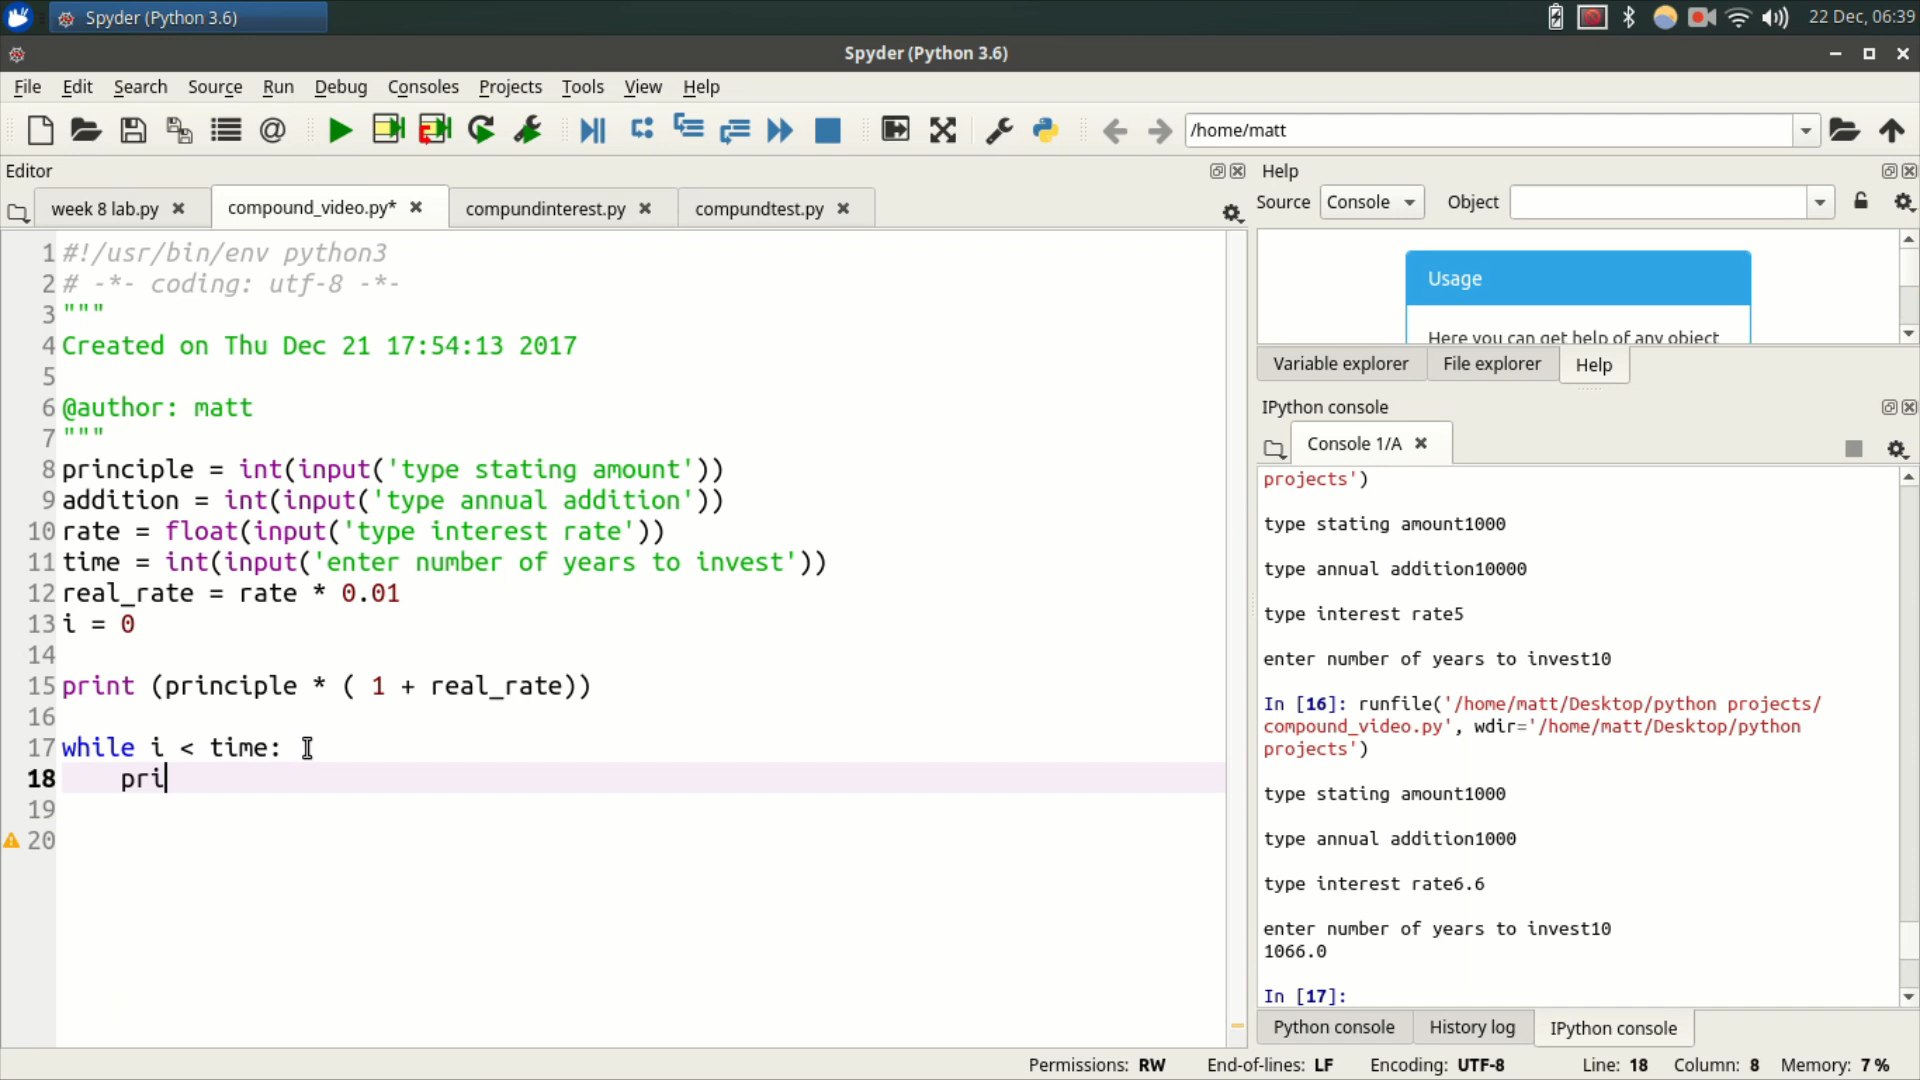 Spyder (Python 3.6)
22 Dec, 06:39
Spyder (Python 3.6)
File Edit Search Source Run Debug Consoles Projects Tools View Help
/home/matt
Editor
week 8 lab.py
compound_video.py*
compundinterest.py
compundtest.py
1 #!/usr/bin/env python3
2 # -*- coding: utf-8 -*-
3 """
4 Created on Thu Dec 21 17:54:13 2017
5
6 @author: matt
7 """
8 principle = int(input('type stating amount'))
9 addition = int(input('type annual addition'))
10 rate = float(input('type interest rate'))
11 time = int(input('enter number of years to invest'))
12 real_rate = rate * 0.01
13 i = 0
14
15 print (principle * ( 1 + real_rate))
16
17 while i < time:
18     pri
19
20
Help
Source Console Object
Usage
Here you can get help of any object
Variable explorer File explorer Help
IPython console
Console 1/A
projects')
type stating amount1000
type annual addition10000
type interest rate5
enter number of years to invest10
In [16]: runfile('/home/matt/Desktop/python projects/
compound_video.py', wdir='/home/matt/Desktop/python
projects')
type stating amount1000
type annual addition1000
type interest rate6.6
enter number of years to invest10
1066.0
In [17]:
Python console History log IPython console
Permissions: RW End-of-lines: LF Encoding: UTF-8 Line: 18 Column: 8 Memory: 7 %